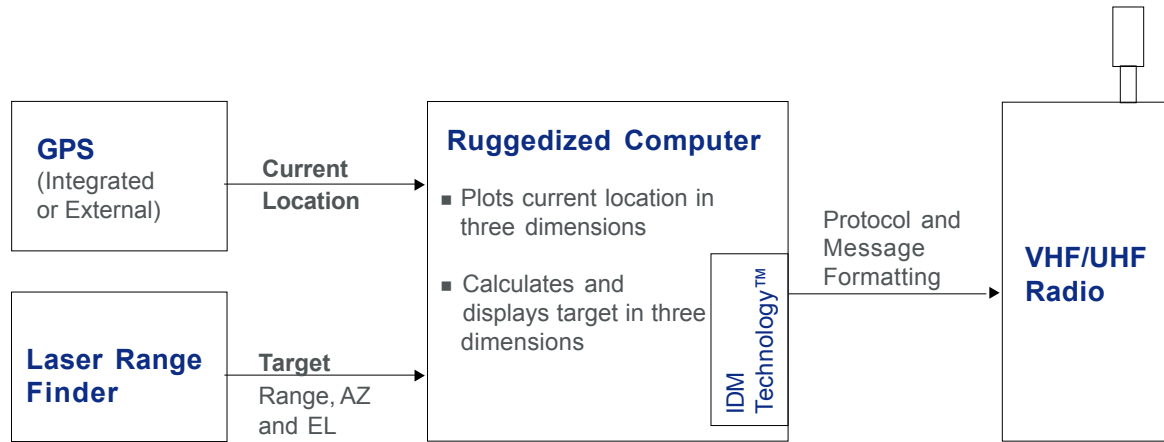 GPS
(Integrated
or External)
Current
Location
Laser Range
Finder
Target
Range, AZ
and EL
Ruggedized Computer
■ Plots current location in
three dimensions
■ Calculates and
displays target in three
dimensions
IDM
Technology™
Protocol and
Message
Formatting
VHF/UHF
Radio